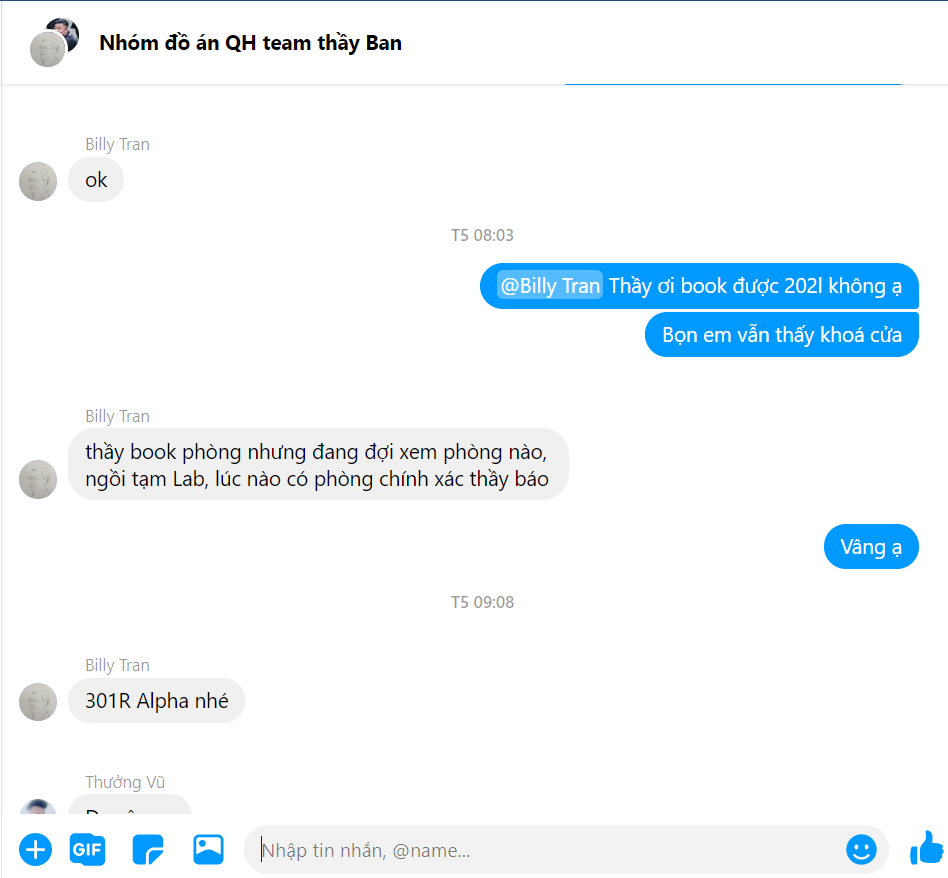 Nhóm đồ án QH team thầy Ban
Billy Tran
ok
T5 08:03
@Billy Tran Thầy ơi book được 202l không ạ
Bọn em vẫn thấy khoá cửa
Billy Tran
thầy book phòng nhưng đang đợi xem phòng nào,
ngồi tạm Lab, lúc nào có phòng chính xác thầy báo
Vâng ạ
T5 09:08
Billy Tran
301R Alpha nhé
Thưởng Vũ
GIF
Nhập tin nhắn, @name...